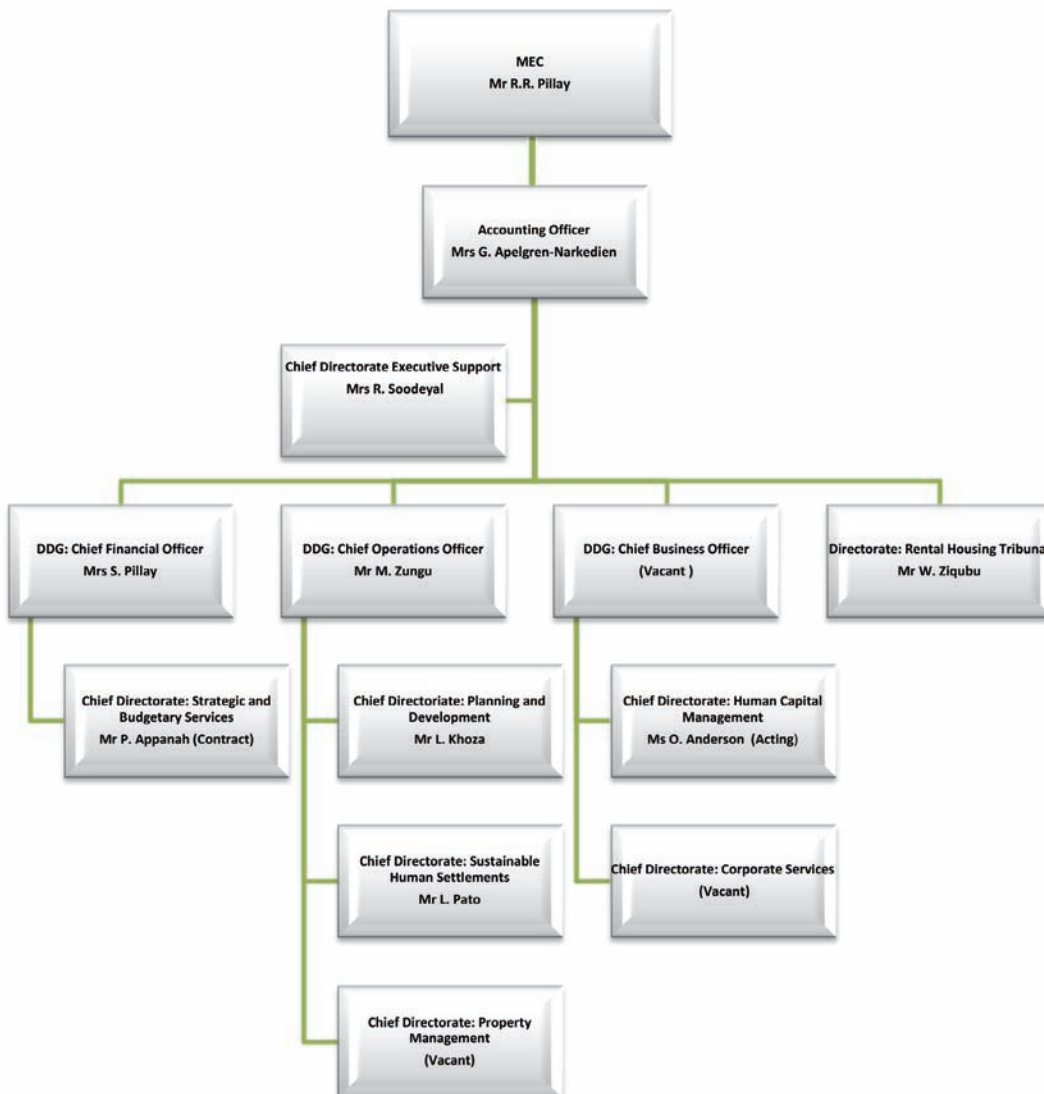 MEC
Mr R.R. Pillay
Accounting Officer
Mrs G. Apelgren-Narkedien
Chief Directorate Executive Support
Mrs R. Soodeyal
DDG: Chief Financial Officer
Mrs S. Pillay
DDG: Chief Operations Officer
Mr M. Zungu
DDG: Chief Business Officer
(Vacant )
Directorate: Rental Housing Tribuna
Mr W. Ziqubu
Chief Directorate: Strategic and
Budgetary Services
Mr P. Appanah (Contract)
Chief Directoriate: Planning and
Development
Mr L. Khoza
Chief Directorate: Human Capital
Management
Ms O. Anderson (Acting)
Chief Directorate: Sustainable
Human Settlements
Mr L. Pato
Chief Directorate: Corporate Services
(Vacant)
Chief Directorate: Property
Management
(Vacant)